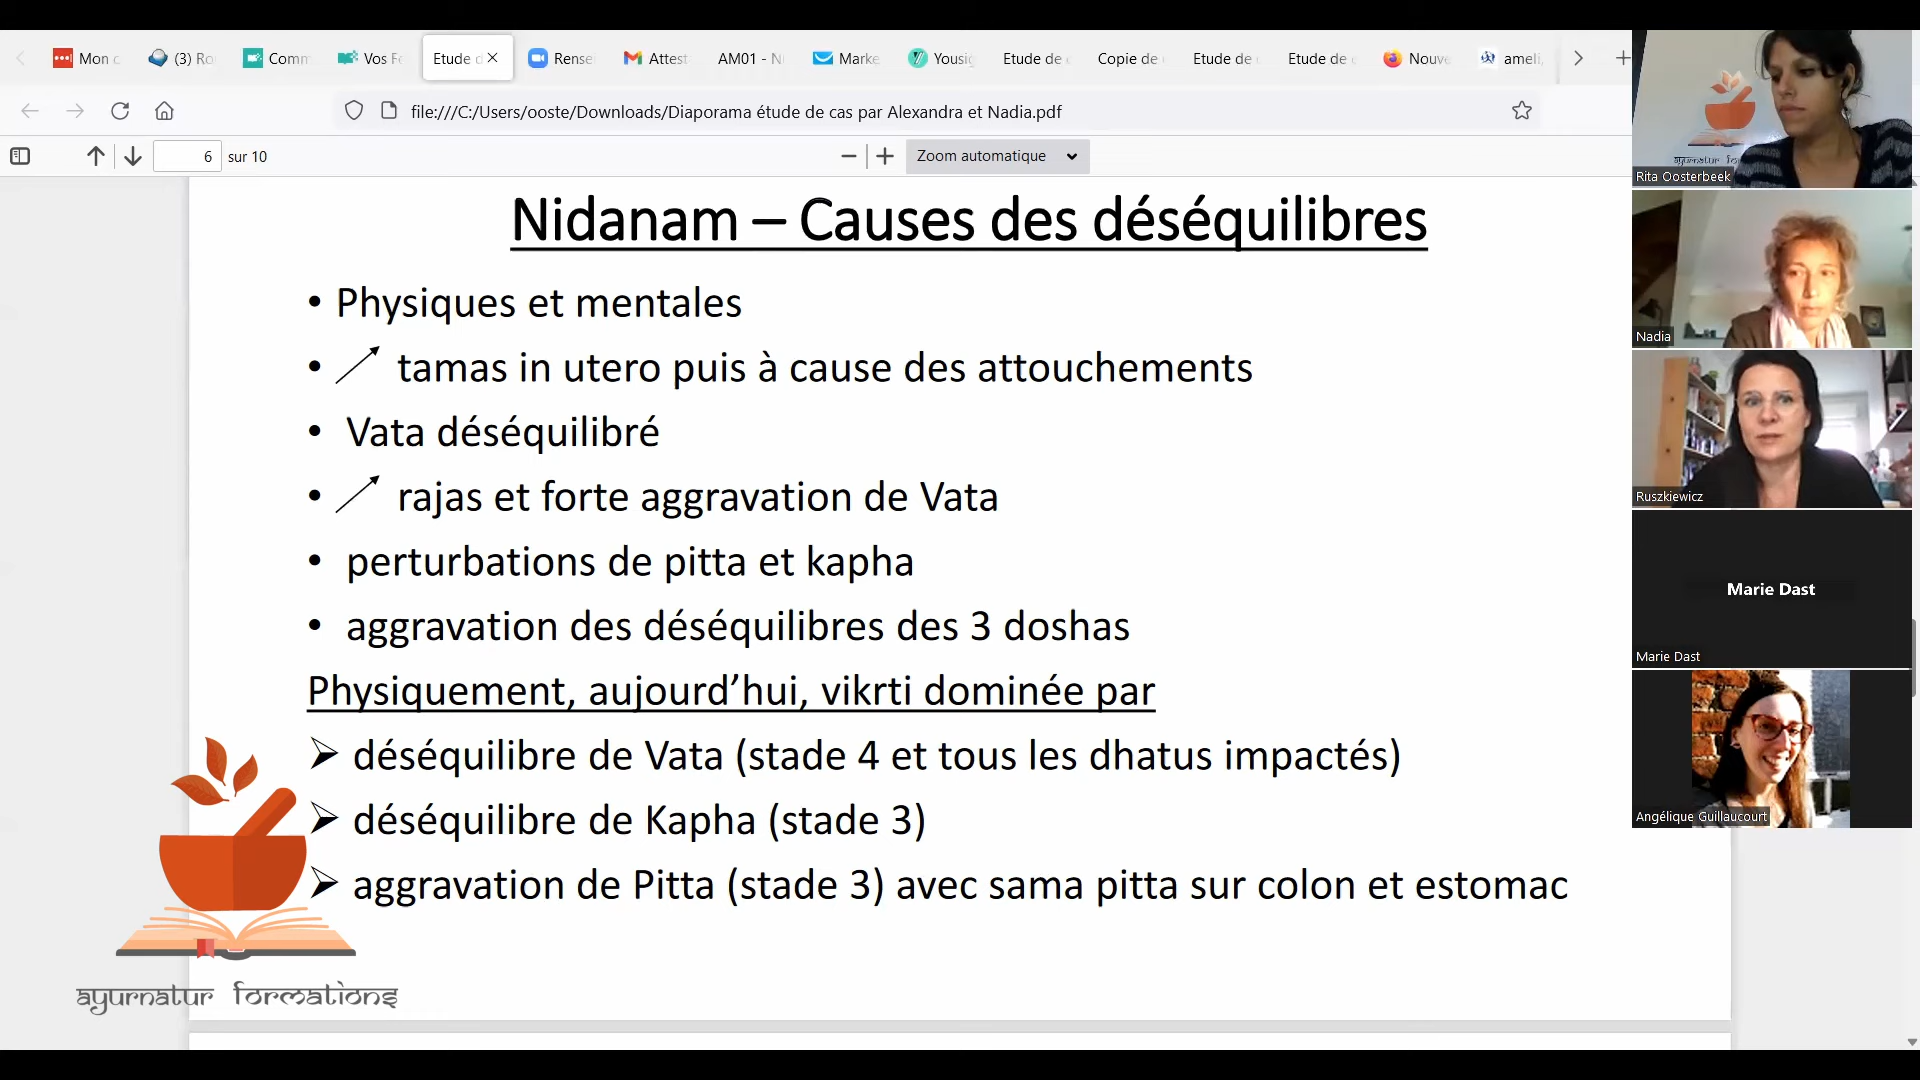 Mon c
(3) Ro
Comm
Vos Fe
Etude d
Rense
Attest
AM01 - N
Marke
Yousig
Etude de
Copie de
Etude de
Etude de
Nouve
ameli,
file:///C:/Users/ooste/Downloads/Diaporama étude de cas par Alexandra et Nadia.pdf
6 sur 10
Zoom automatique
Nidanam – Causes des déséquilibres
• Physiques et mentales
• tamas in utero puis à cause des attouchements
• Vata déséquilibré
• rajas et forte aggravation de Vata
• perturbations de pitta et kapha
• aggravation des déséquilibres des 3 doshas
Physiquement, aujourd’hui, vikrti dominée par
➢ déséquilibre de Vata (stade 4 et tous les dhatus impactés)
➢ déséquilibre de Kapha (stade 3)
➢ aggravation de Pitta (stade 3) avec sama pitta sur colon et estomac
ayurnatur formations
ayurnatur for
Rita Oosterbeek
Nadia
Ruszkiewicz
Marie Dast
Marie Dast
Angélique Guillaucourt